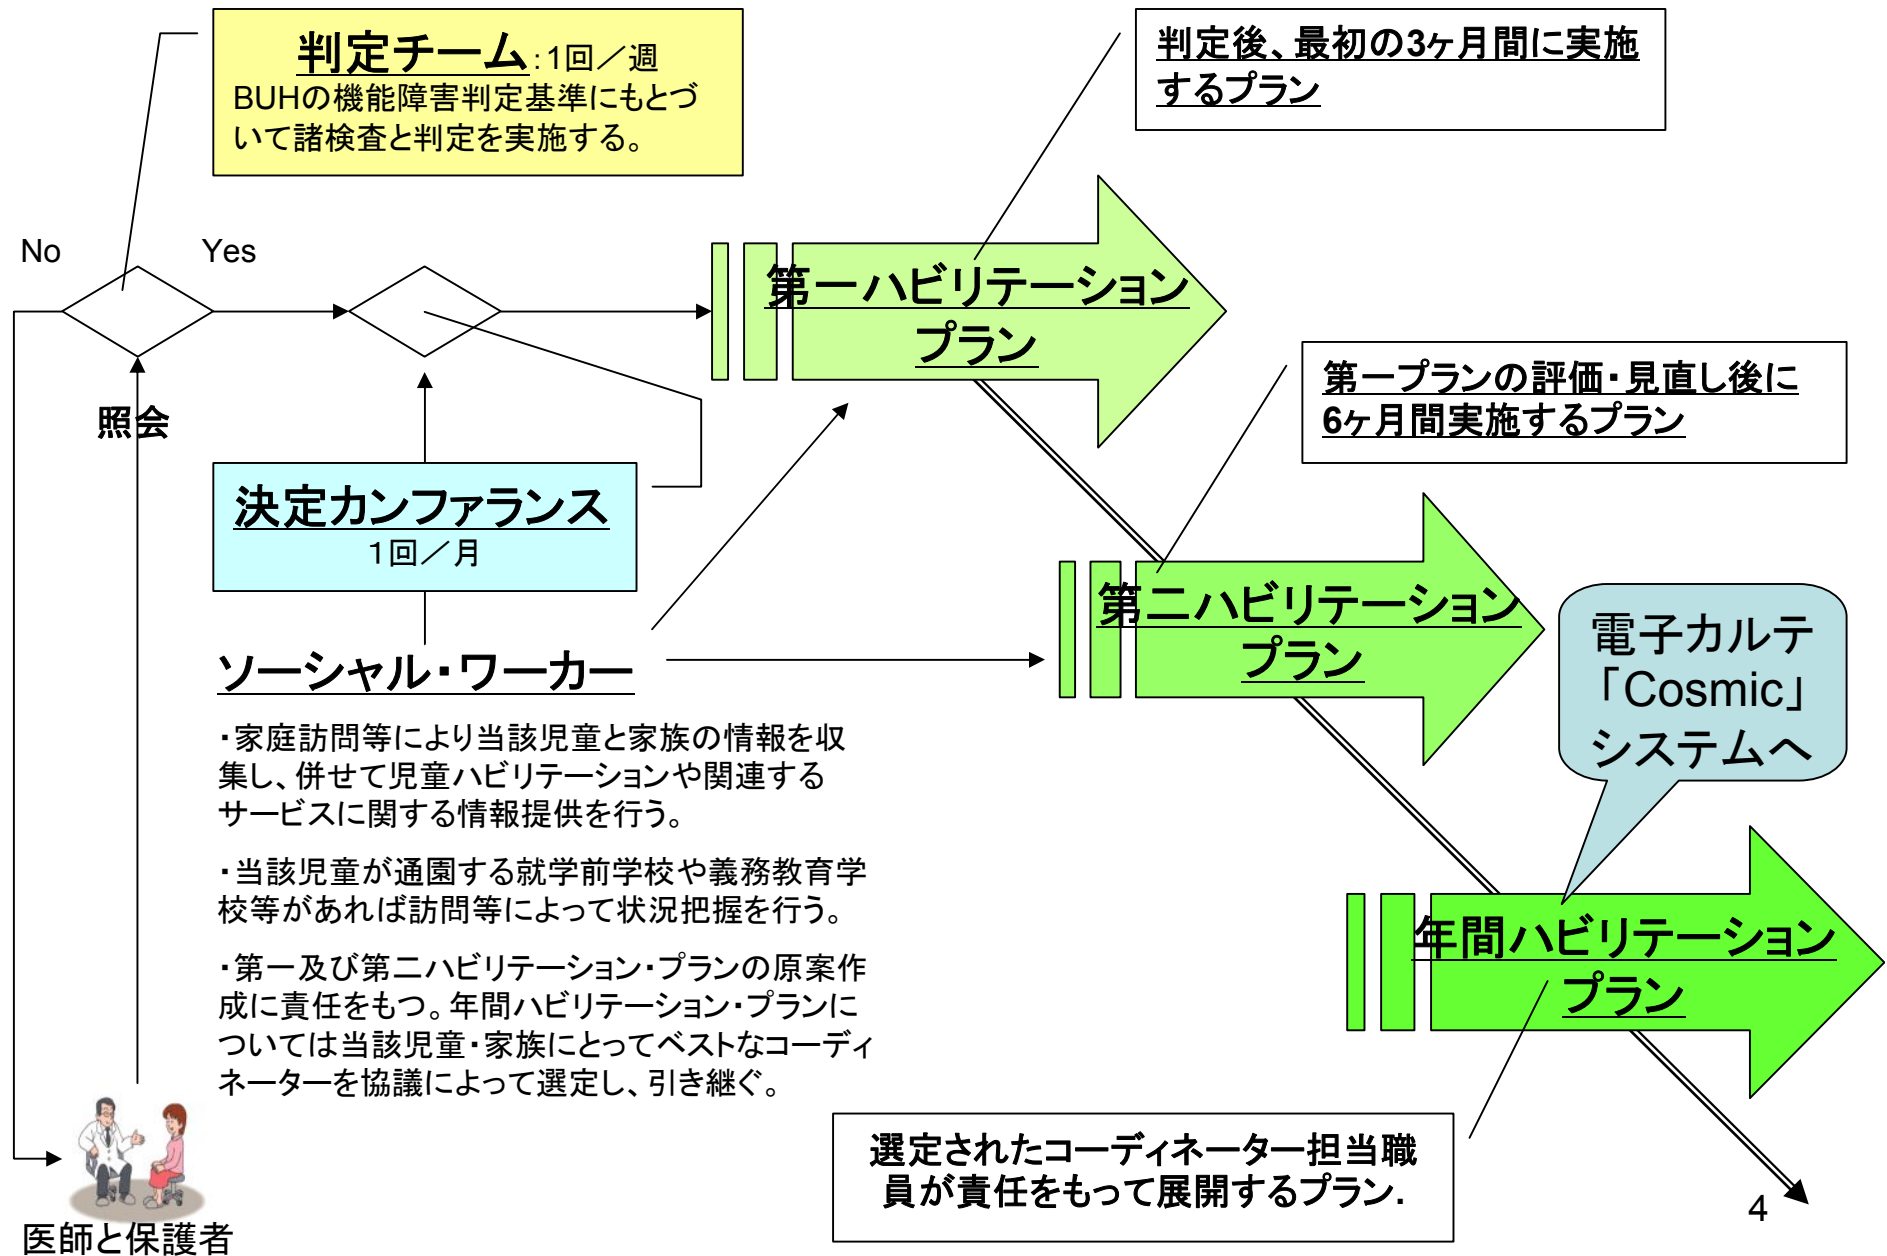 判定チーム：1回／週
BUHの機能障害判定基準にもとづ
いて諸検査と判定を実施する。
判定後、最初の3ヶ月間に実施
するプラン
No
Yes
第一ハビリテーション
プラン
照会
第一プランの評価・見直し後に
6ヶ月間実施するプラン
決定カンファランス
1回／月
第二ハビリテーション
プラン
電子カルテ
「Cosmic」
システムへ
ソーシャル・ワーカー
・家庭訪問等により当該児童と家族の情報を収
集し、併せて児童ハビリテーションや関連する
サービスに関する情報提供を行う。
・当該児童が通園する就学前学校や義務教育学
校等があれば訪問等によって状況把握を行う。
・第一及び第二ハビリテーション・プランの原案作
成に責任をもつ。年間ハビリテーション・プランに
ついては当該児童・家族にとってベストなコーディ
ネーターを協議によって選定し、引き継ぐ。
年間ハビリテーション
プラン
選定されたコーディネーター担当職
員が責任をもって展開するプラン.
医師と保護者
4